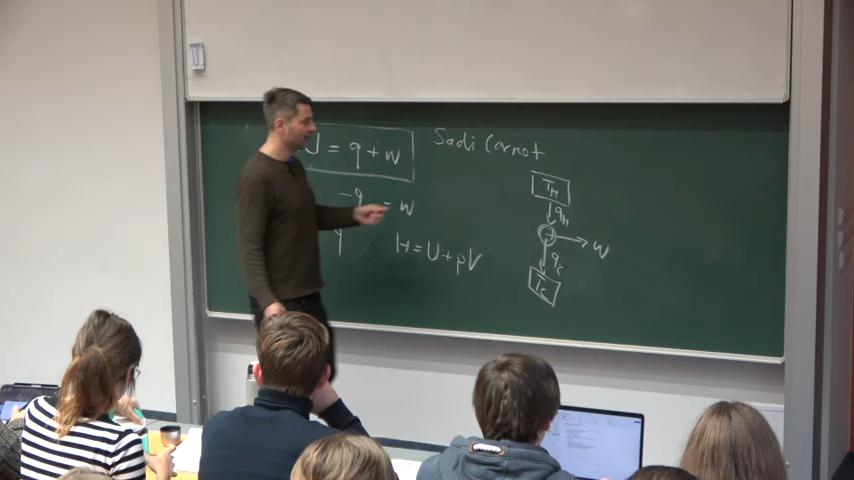 U = q + w
Sadi Carnot
-q - w
q
H = U + pV
T_H
q_H
w
q_c
T_c